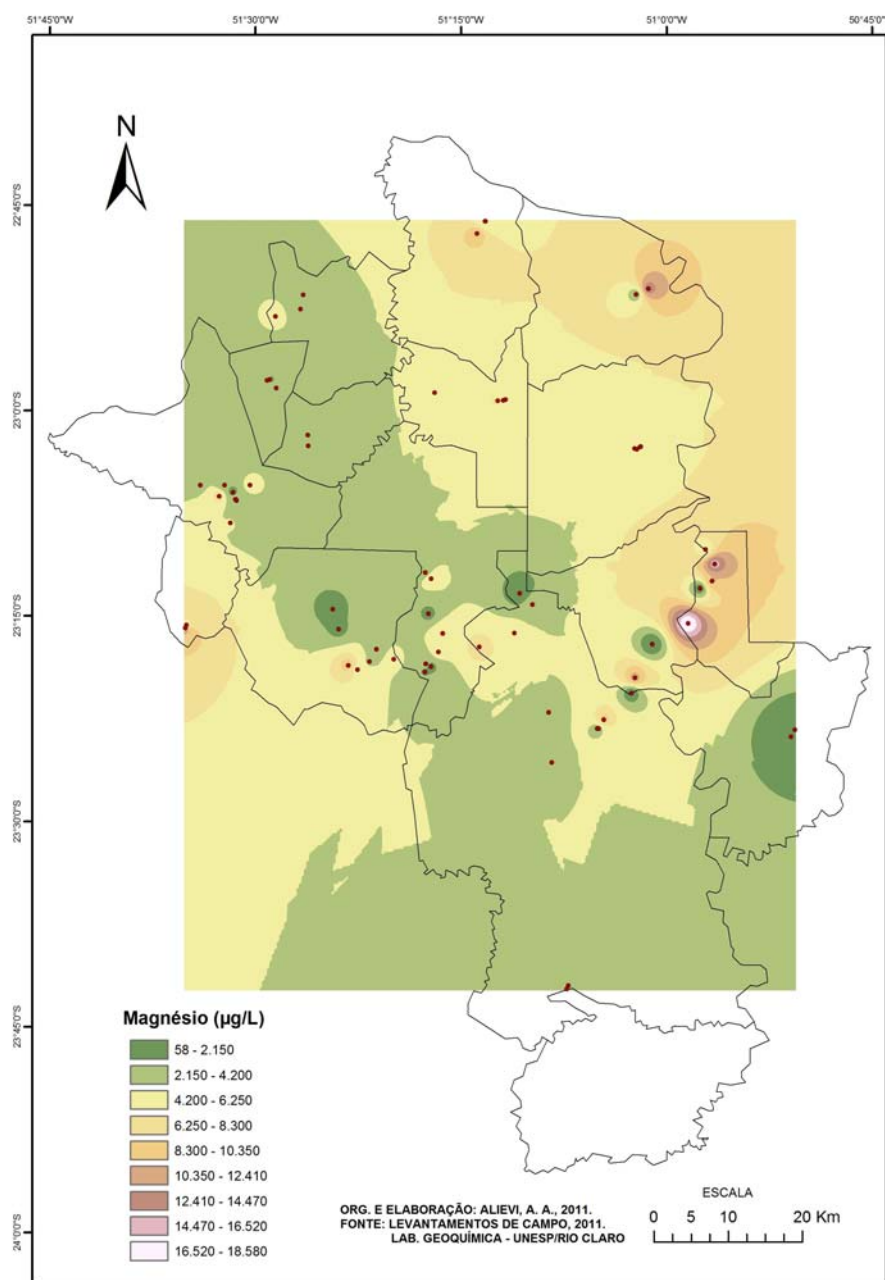 51°45'0"W 51°30'0"W 51°15'0"W 51°0'0"W 50°45'0"W
N
22°45'0"S
23°0'0"S
23°15'0"S
23°30'0"S
23°45'0"S
24°0'0"S
Magnésio (µg/L)
58 - 2.150
2.150 - 4.200
4.200 - 6.250
6.250 - 8.300
8.300 - 10.350
10.350 - 12.410
12.410 - 14.470
14.470 - 16.520
16.520 - 18.580
ORG. E ELABORAÇÃO: ALIEVI, A. A., 2011.
FONTE: LEVANTAMENTOS DE CAMPO, 2011.
LAB. GEOQUÍMICA - UNESP/RIO CLARO
ESCALA
0 5 10 20 Km